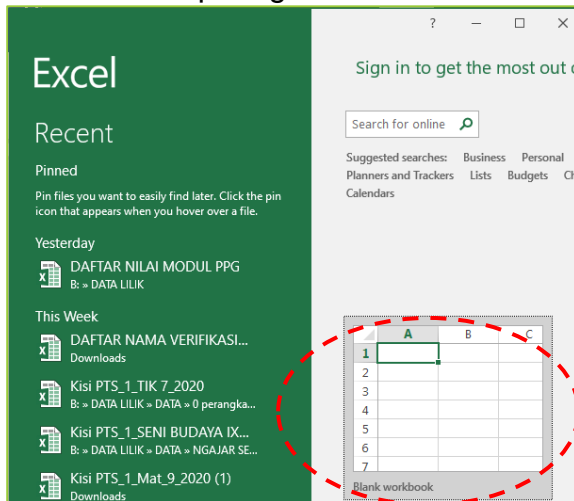 ?
Excel
Sign in to get the most out
Recent
Search for online
Pinned
Suggested searches: Business Personal
Planners and Trackers Lists Budgets
Calendars
Pin files you want to easily find later. Click the pin
icon that appears when you hover over a file.
Yesterday
DAFTAR NILAI MODUL PPG
B: » DATA LILIK
This Week
DAFTAR NAMA VERIFIKASI...
Downloads
Kisi PTS_1_TIK 7_2020
B: » DATA LILIK » DATA » 0 perangka...
Kisi PTS_1_SENI BUDAYA IX...
B: » DATA LILIK » DATA » NGAJAR SE...
Kisi PTS_1_Mat_9_2020 (1)
Downloads
A B C
1
2
3
4
5
6
7
Blank workbook